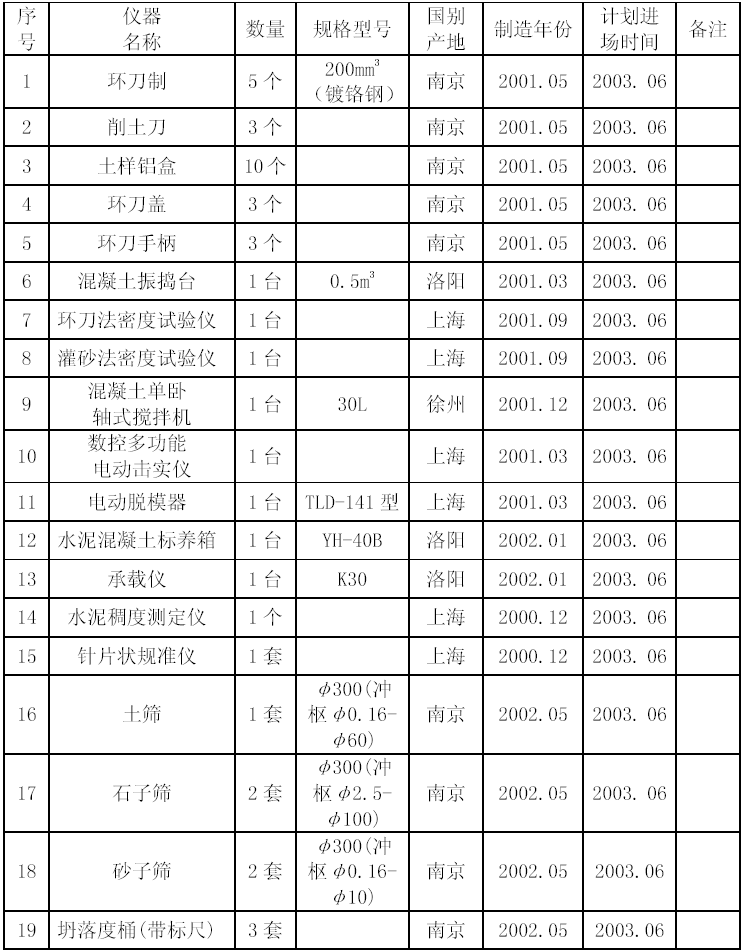 序号 仪器名称 数量 规格型号 国别产地 制造年份 计划进场时间 备注
1 环刀制 5个 200mm³（镀铬钢） 南京 2001.05 2003.06
2 削土刀 3个 南京 2001.05 2003.06
3 土样铝盒 10个 南京 2001.05 2003.06
4 环刀盖 3个 南京 2001.05 2003.06
5 环刀手柄 3个 南京 2001.05 2003.06
6 混凝土振捣台 1台 0.5m³ 洛阳 2001.03 2003.06
7 环刀法密度试验仪 1台 上海 2001.09 2003.06
8 灌砂法密度试验仪 1台 上海 2001.09 2003.06
9 混凝土单卧轴式搅拌机 1台 30L 徐州 2001.12 2003.06
10 数控多功能电动击实仪 1台 上海 2001.03 2003.06
11 电动脱模器 1台 TLD-141型 上海 2001.03 2003.06
12 水泥混凝土标养箱 1台 YH-40B 洛阳 2002.01 2003.06
13 承载仪 1台 K30 洛阳 2002.01 2003.06
14 水泥稠度测定仪 1个 上海 2000.12 2003.06
15 针片状规准仪 1套 上海 2000.12 2003.06
16 土筛 1套 φ300(冲枢φ0.16-φ60) 南京 2002.05 2003.06
17 石子筛 2套 φ300(冲枢φ2.5-φ100) 南京 2002.05 2003.06
18 砂子筛 2套 φ300(冲枢φ0.16-φ10) 南京 2002.05 2003.06
19 坍落度桶(带标尺) 3套 南京 2002.05 2003.06